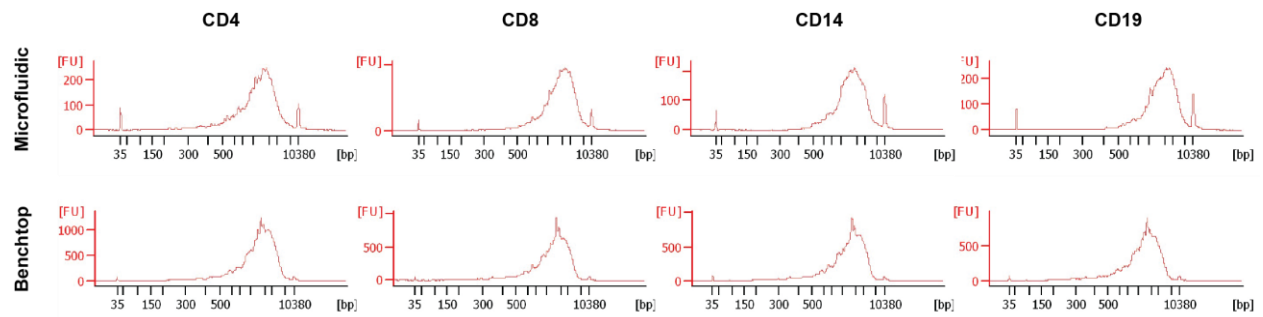 CD4 CD8 CD14 CD19
Microfluidic
[FU] [FU] [FU] FU]
200 100 200
100 100
0 0 0 0
35 150 300 500 10380 [bp] 35 150 300 500 10380 [bp] 35 150 300 500 10380 [bp] 35 150 300 500 10380 [bp]
Benchtop
[FU] [FU] [FU] [FU]
1000 500 500 500
500
0 0 0 0
35 150 300 500 10380 [bp] 35 150 300 500 10380 [bp] 35 150 300 500 10380 [bp] 35 150 300 500 10380 [bp]